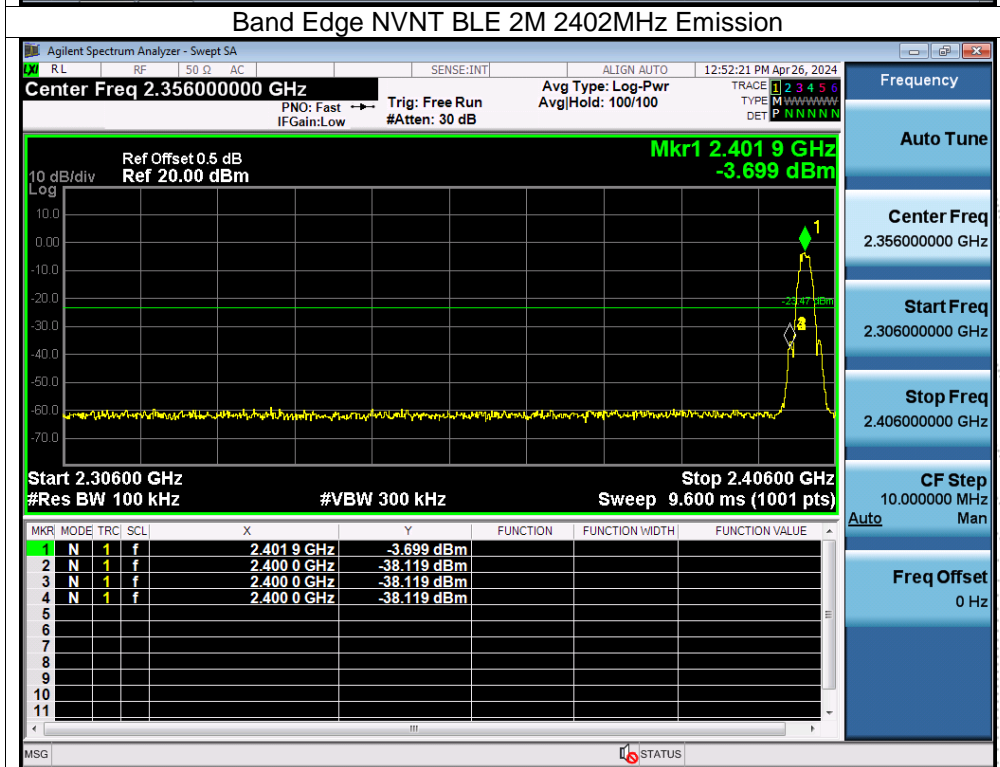 Band Edge NVNT BLE 2M 2402MHz Emission
Agilent Spectrum Analyzer - Swept SA
LXI RL RF 50 Ω AC SENSE:INT ALIGN AUTO 12:52:21 PM Apr 26, 2024
Center Freq 2.356000000 GHz Avg Type: Log-Pwr TRACE 1 2 3 4 5 6
PNO: Fast Trig: Free Run Avg|Hold: 100/100 TYPE M W W W W W
IFGain:Low #Atten: 30 dB DET P N N N N N
Frequency
Auto Tune
Center Freq
2.356000000 GHz
Start Freq
2.306000000 GHz
Stop Freq
2.406000000 GHz
CF Step
10.000000 MHz
Auto Man
Freq Offset
0 Hz
Mkr1 2.401 9 GHz
-3.699 dBm
Ref Offset 0.5 dB
10 dB/div Ref 20.00 dBm
Log
10.0
0.00
-10.0
-20.0
-30.0
-40.0
-50.0
-60.0
-70.0
1
-23.47 dBm
Start 2.30600 GHz Stop 2.40600 GHz
#Res BW 100 kHz #VBW 300 kHz Sweep 9.600 ms (1001 pts)
MKR MODE TRC SCL X Y FUNCTION FUNCTION WIDTH FUNCTION VALUE
1 N 1 f 2.401 9 GHz -3.699 dBm
2 N 1 f 2.400 0 GHz -38.119 dBm
3 N 1 f 2.400 0 GHz -38.119 dBm
4 N 1 f 2.400 0 GHz -38.119 dBm
5
6
7
8
9
10
11
MSG STATUS